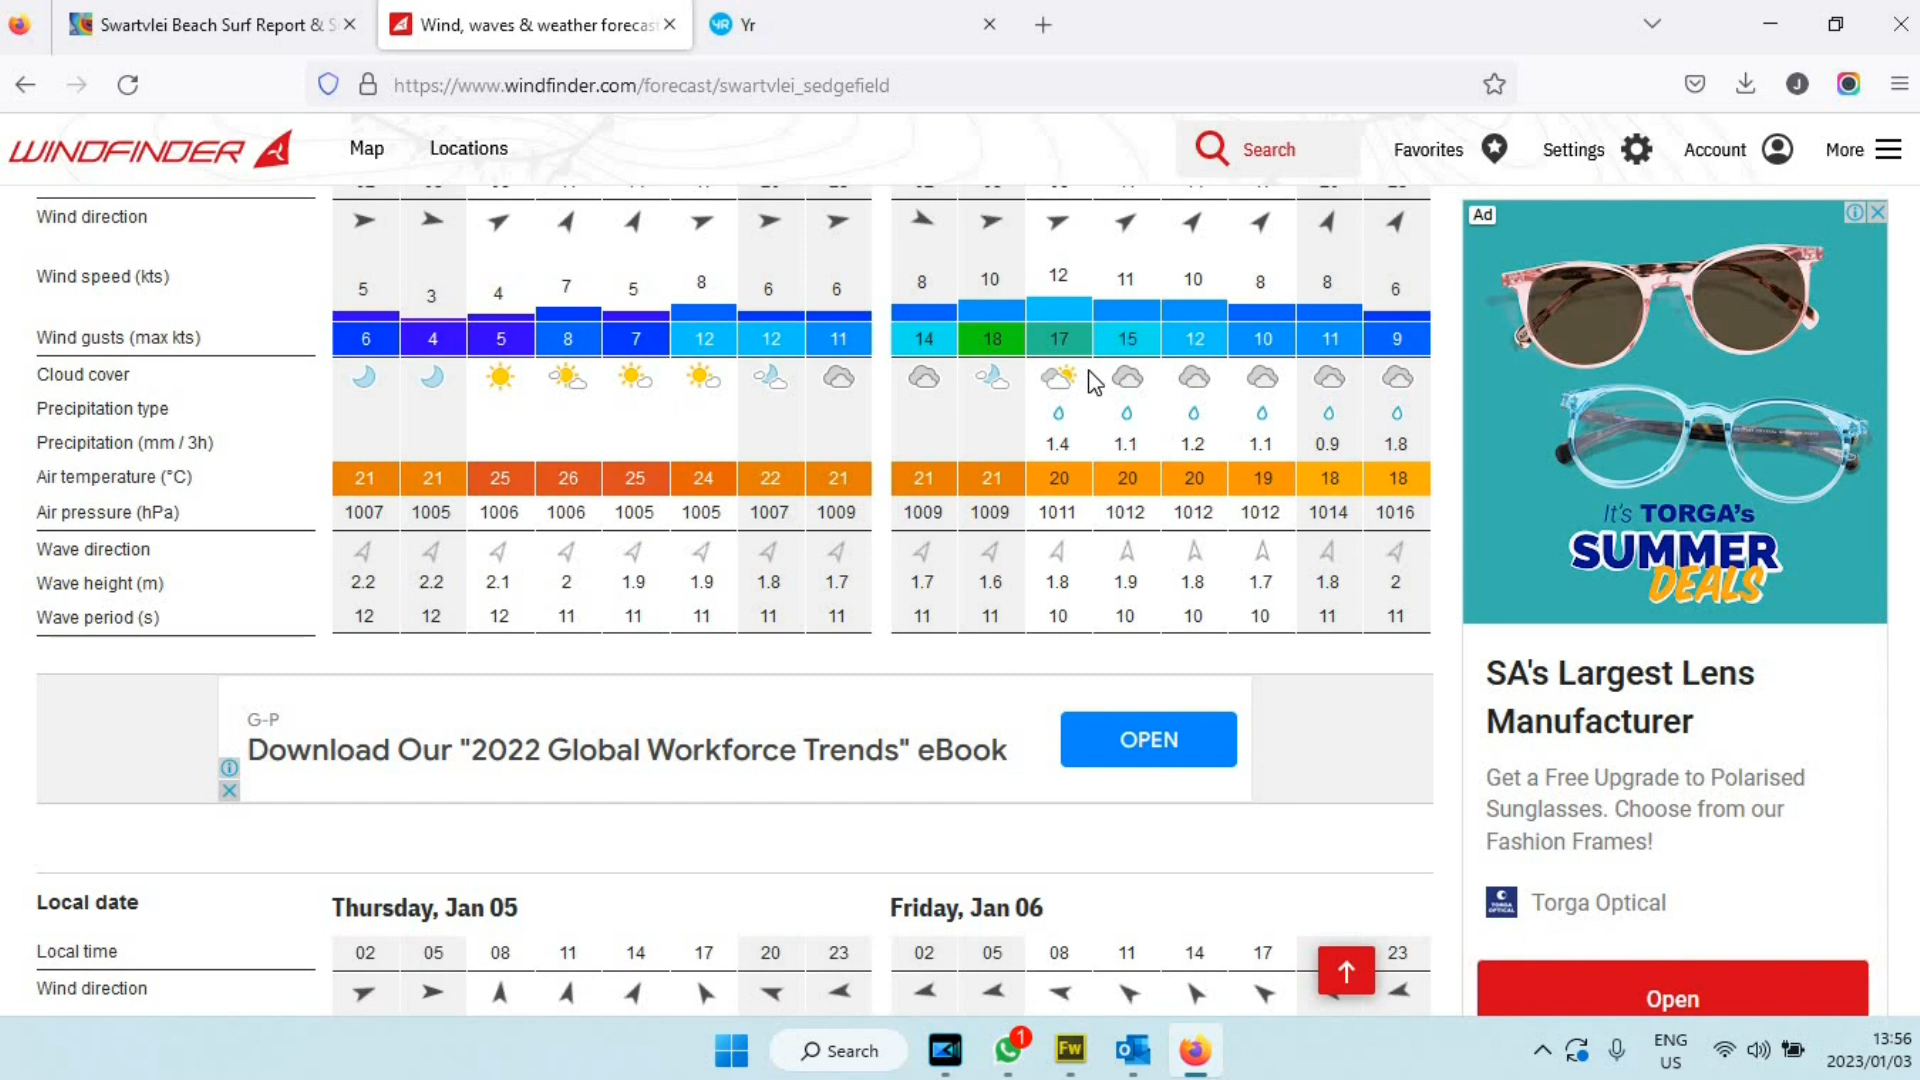 Swartvlei Beach Surf Report & S
Wind, waves & weather forecas
YR Yr
https://www.windfinder.com/forecast/swartvlei_sedgefield
J
WINDFINDER
Map
Locations
Search
Favorites
Settings
Account
More
Wind direction
Wind speed (kts) 5 3 4 7 5 8 6 6 8 10 12 11 10 8 8 6
Wind gusts (max kts) 6 4 5 8 7 12 12 11 14 18 17 15 12 10 11 9
Cloud cover
Precipitation type
Precipitation (mm / 3h) 1.4 1.1 1.2 1.1 0.9 1.8
Air temperature (°C) 21 21 25 26 25 24 22 21 21 21 20 20 20 19 18 18
Air pressure (hPa) 1007 1005 1006 1006 1005 1005 1007 1009 1009 1009 1011 1012 1012 1012 1014 1016
Wave direction
Wave height (m) 2.2 2.2 2.1 2 1.9 1.9 1.8 1.7 1.7 1.6 1.8 1.9 1.8 1.7 1.8 2
Wave period (s) 12 12 12 11 11 11 11 11 11 11 10 10 10 10 11 11
G-P
Download Our "2022 Global Workforce Trends" eBook
OPEN
Local date Thursday, Jan 05 Friday, Jan 06
Local time 02 05 08 11 14 17 20 23 02 05 08 11 14 17 23
Wind direction
Ad
It's TORGA's
SUMMER
DEALS
SA's Largest Lens
Manufacturer
Get a Free Upgrade to Polarised
Sunglasses. Choose from our
Fashion Frames!
TORGA
OPTICAL
Torga Optical
Open
Search
1
Fw
ENG
US
13:56
2023/01/03